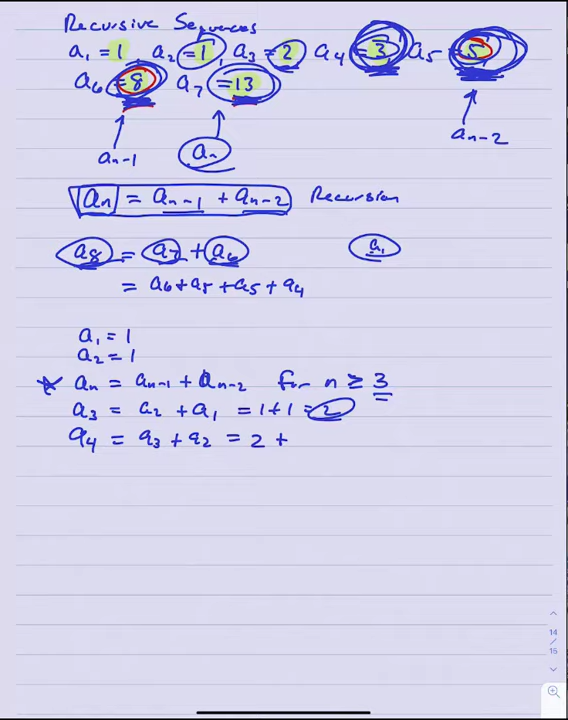 Recursive Sequences
a₁ = 1, a₂ = 1, a₃ = 2 a₄ = 3 a₅ = 5,
a₆ = 8 a₇ = 13
aₙ₋₁ aₙ aₙ₋₂
aₙ = aₙ₋₁ + aₙ₋₂ Recursion
a₈ = a₇ + a₆ a₁
= a₆ + a₅ + a₅ + a₄
a₁ = 1
a₂ = 1
* aₙ = aₙ₋₁ + aₙ₋₂ for n ≥ 3
a₃ = a₂ + a₁ = 1 + 1 = 2
a₄ = a₃ + a₂ = 2 +
14
/
15